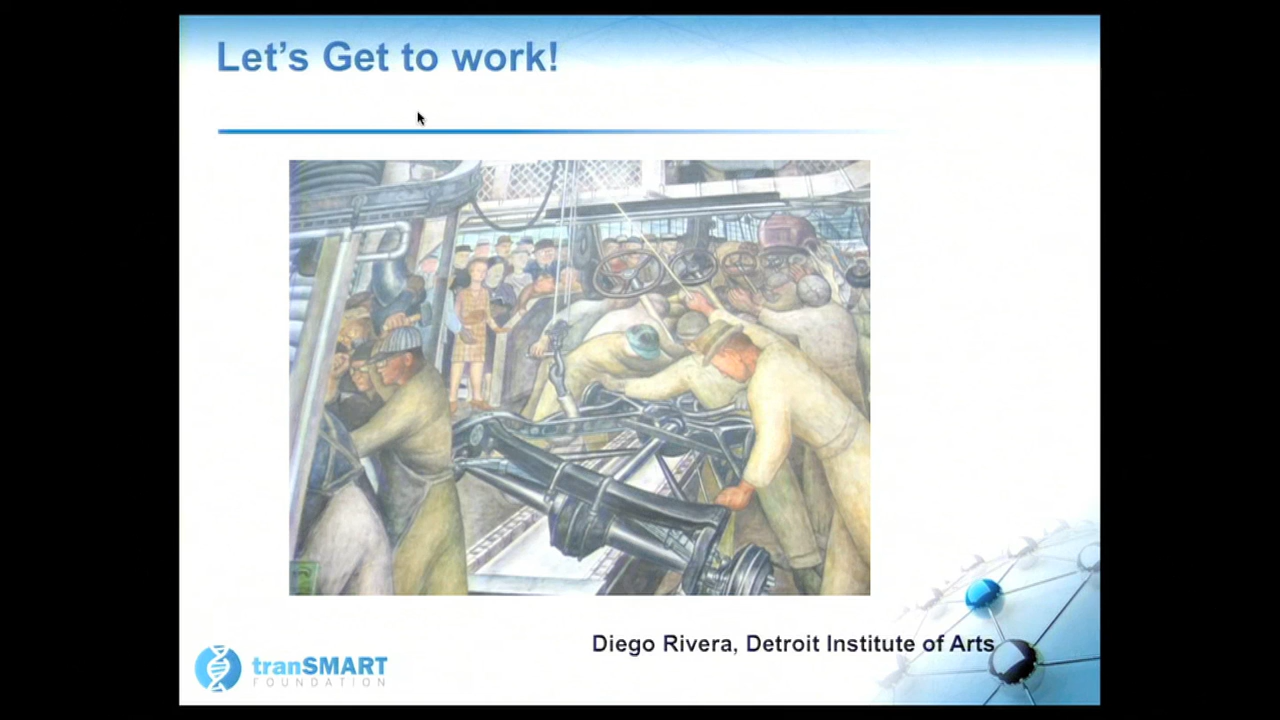 Let's Get to work!
Diego Rivera, Detroit Institute of Arts
tranSMART
FOUNDATION